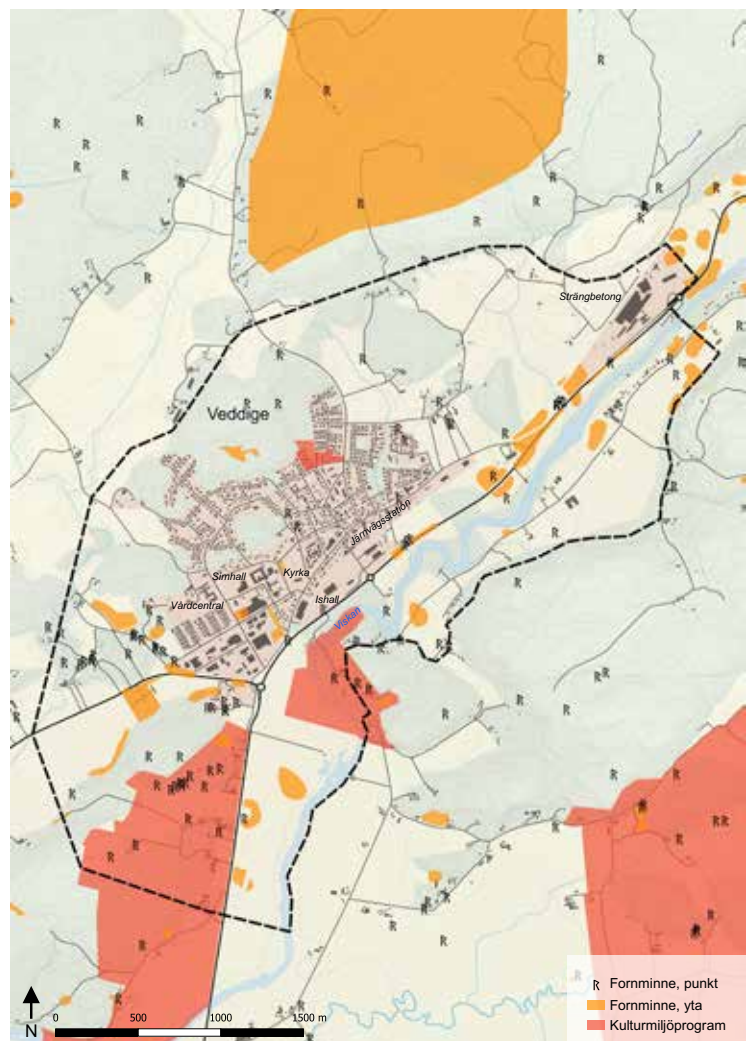 Strängbetong
Veddige
Järnvägsstation
Simhall
Kyrka
Vårdcentral
Ishall
Viskan
R Fornminne, punkt
Fornminne, yta
Kulturmiljöprogram
N
0 500 1000 1500 m